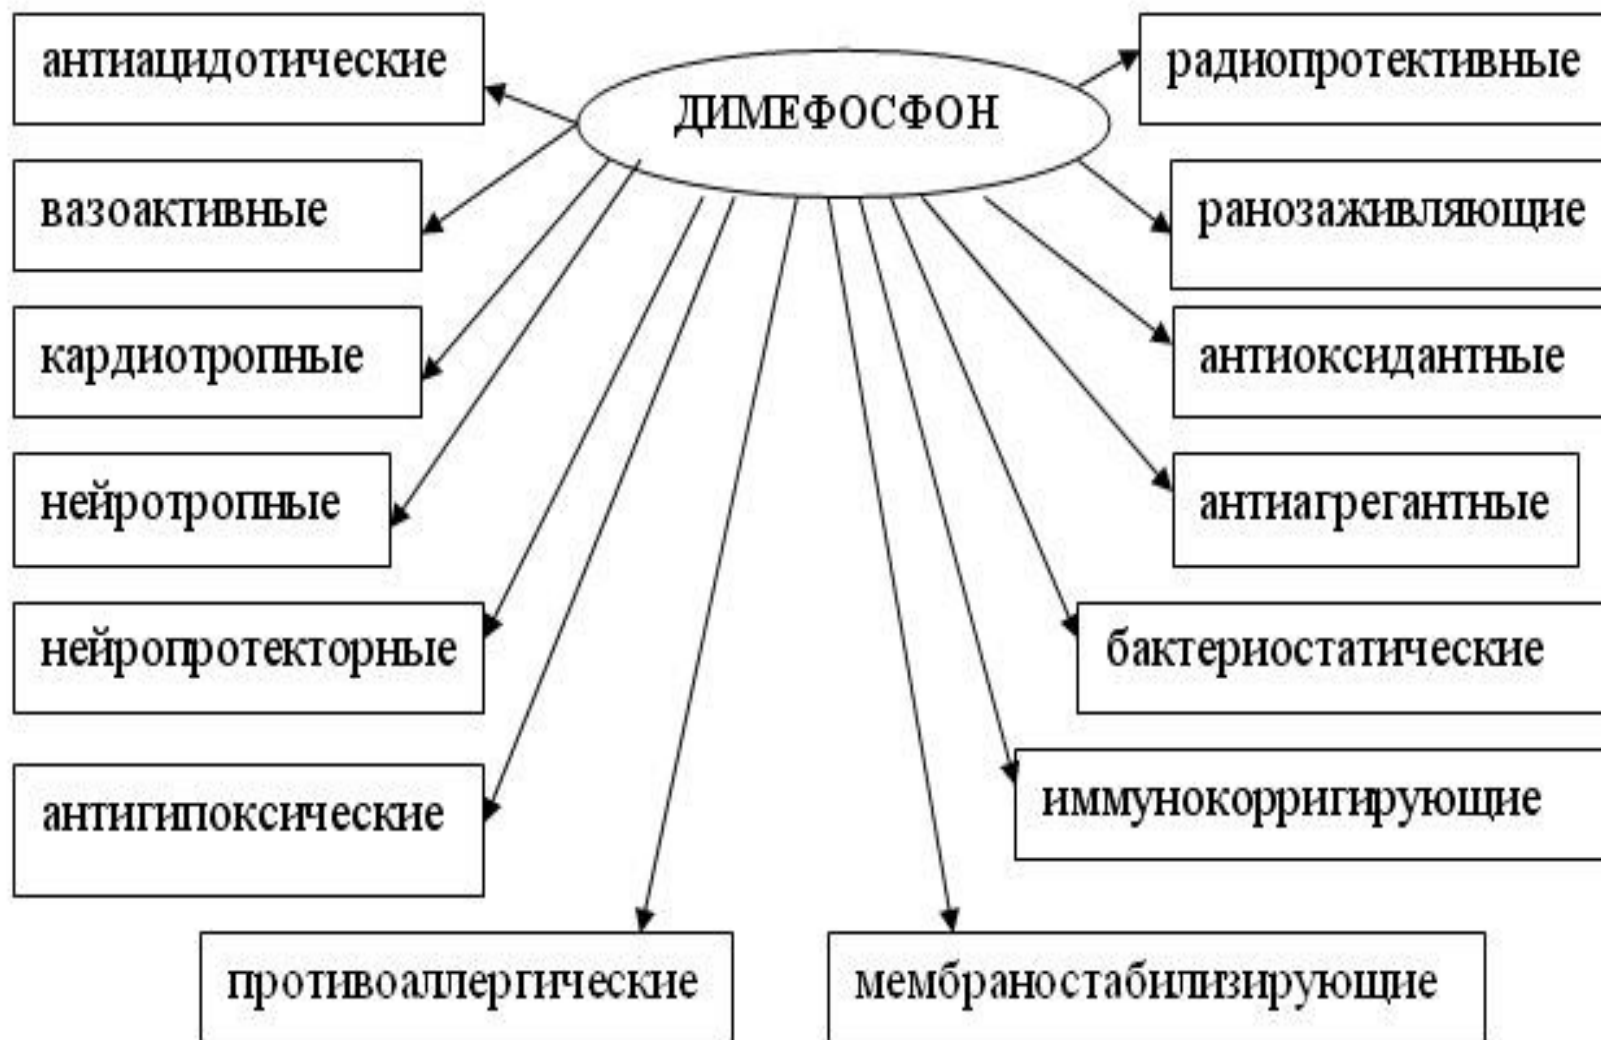 ДИМЕФОСФОН
антиацидотические
вазоактивные
кардиотропные
нейротропные
нейропротекторные
антигипоксические
противоаллергические
мембраностабилизирующие
радиопротективные
ранозаживляющие
антиоксидантные
антиагрегантные
бактериостатические
иммунокорригирующие